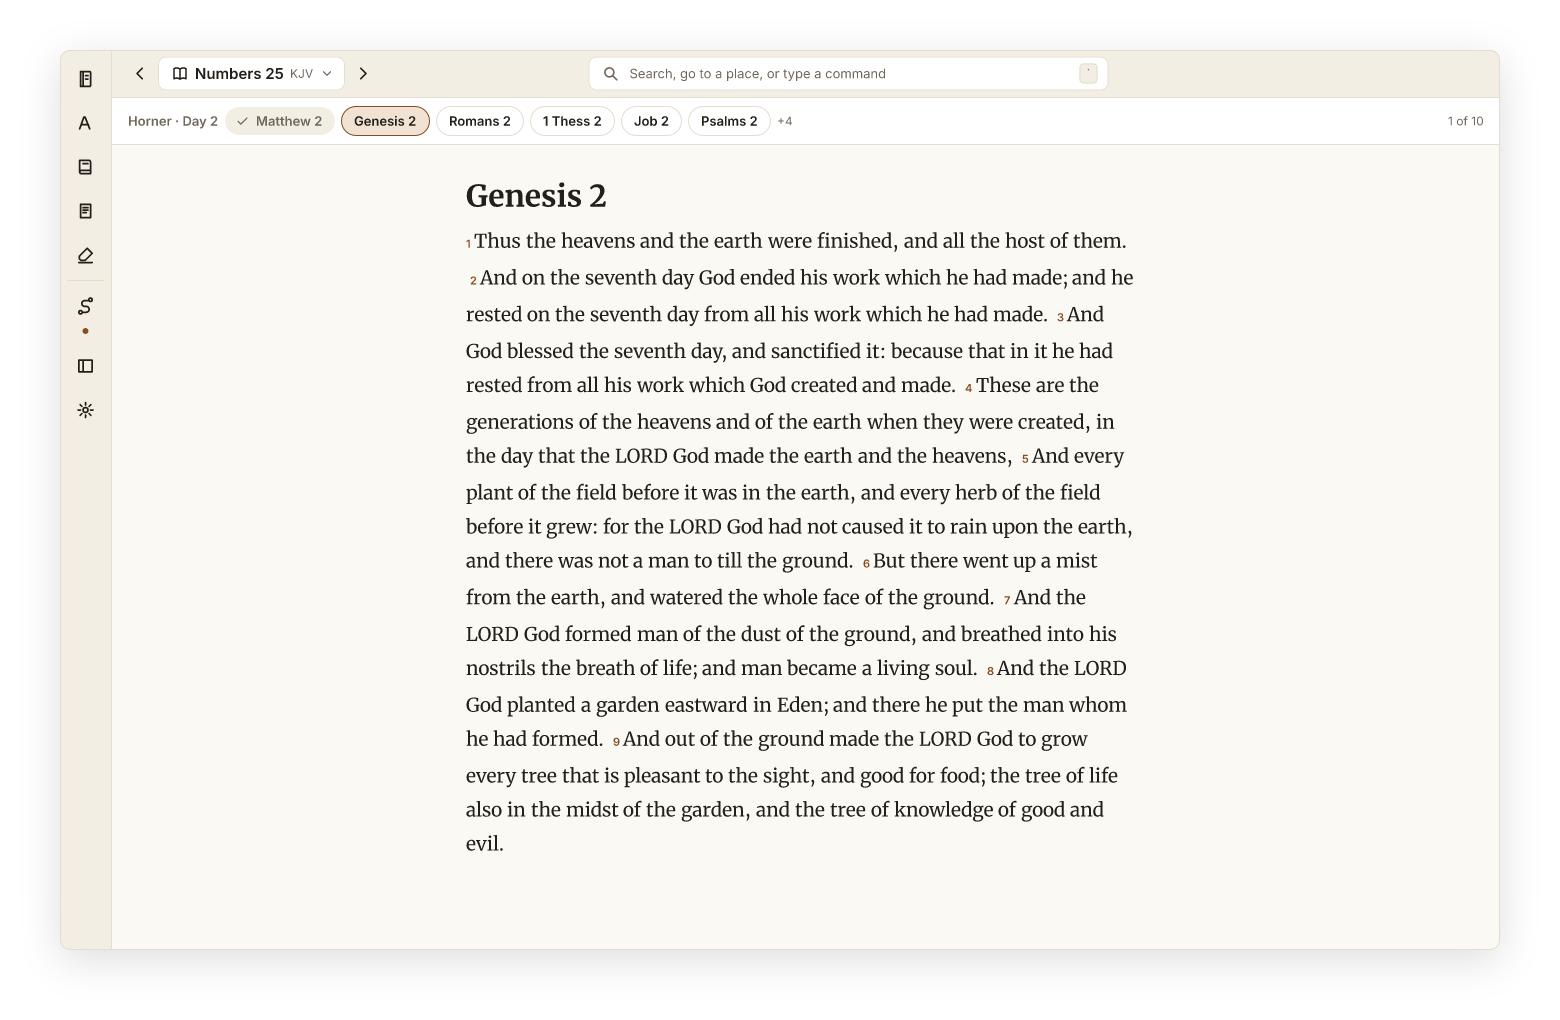 Numbers 25 KJV
Search, go to a place, or type a command
Horner · Day 2 Matthew 2 Genesis 2 Romans 2 1 Thess 2 Job 2 Psalms 2 +4 1 of 10
Genesis 2
1 Thus the heavens and the earth were finished, and all the host of them.
2 And on the seventh day God ended his work which he had made; and he
rested on the seventh day from all his work which he had made. 3 And
God blessed the seventh day, and sanctified it: because that in it he had
rested from all his work which God created and made. 4 These are the
generations of the heavens and of the earth when they were created, in
the day that the LORD God made the earth and the heavens, 5 And every
plant of the field before it was in the earth, and every herb of the field
before it grew: for the LORD God had not caused it to rain upon the earth,
and there was not a man to till the ground. 6 But there went up a mist
from the earth, and watered the whole face of the ground. 7 And the
LORD God formed man of the dust of the ground, and breathed into his
nostrils the breath of life; and man became a living soul. 8 And the LORD
God planted a garden eastward in Eden; and there he put the man whom
he had formed. 9 And out of the ground made the LORD God to grow
every tree that is pleasant to the sight, and good for food; the tree of life
also in the midst of the garden, and the tree of knowledge of good and
evil.